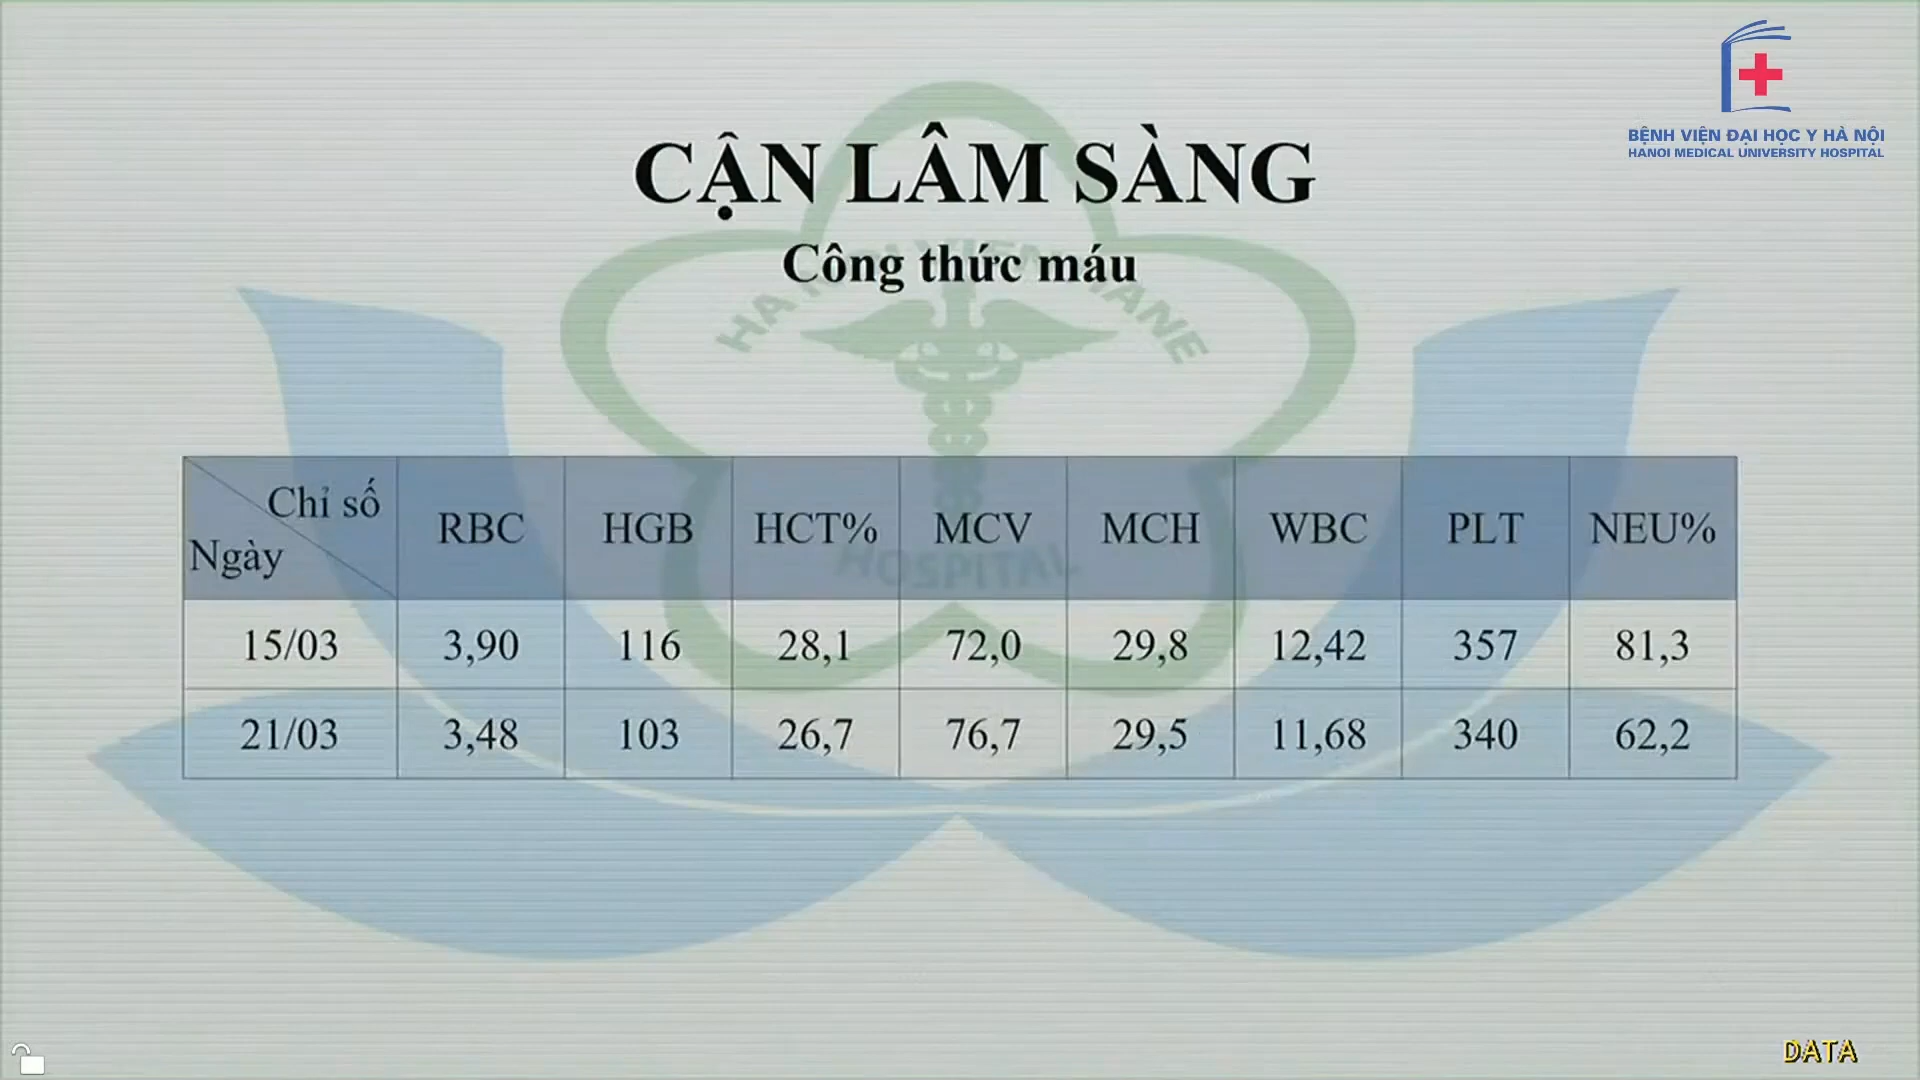 BỆNH VIỆN ĐẠI HỌC Y HÀ NỘI
HANOI MEDICAL UNIVERSITY HOSPITAL
CẬN LÂM SÀNG
Công thức máu
Chỉ số
Ngày
RBC HGB HCT% MCV MCH WBC PLT NEU%
15/03 3,90 116 28,1 72,0 29,8 12,42 357 81,3
21/03 3,48 103 26,7 76,7 29,5 11,68 340 62,2
HOSPITAL
DATA